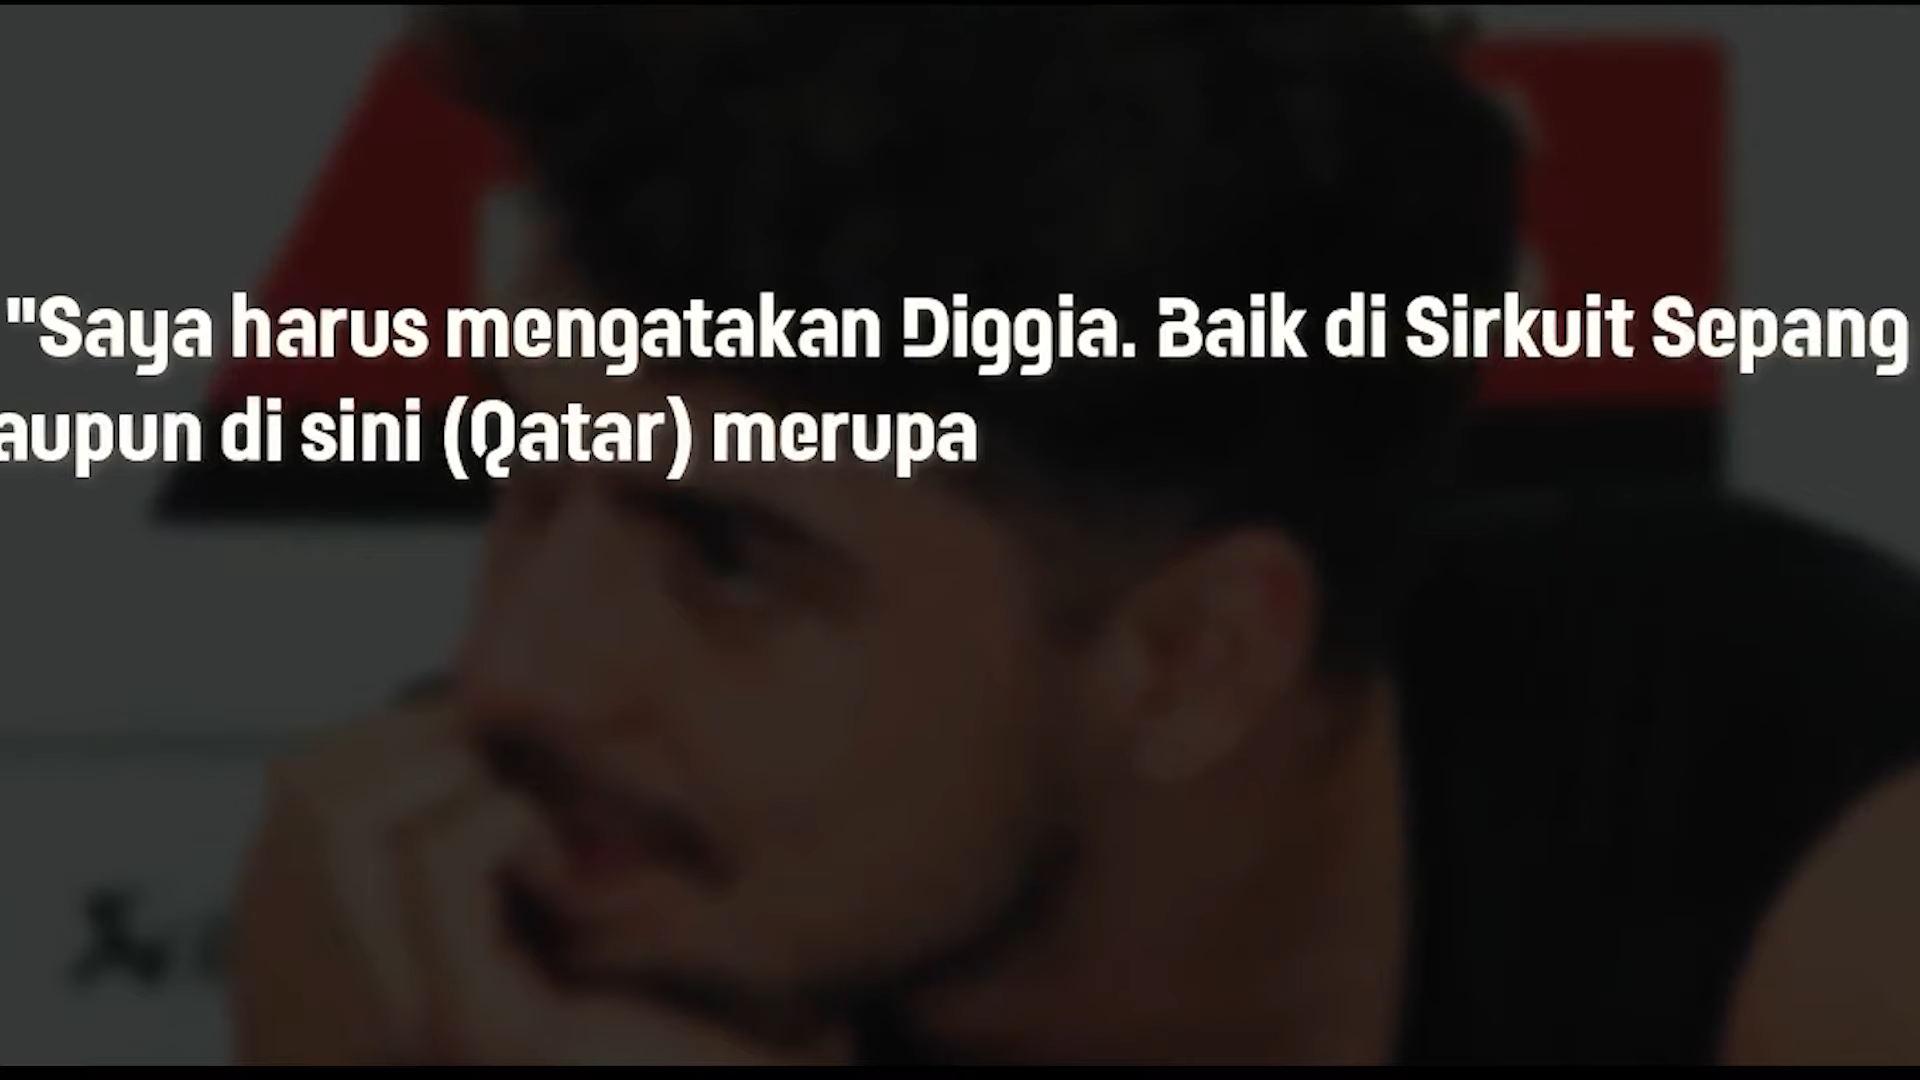 "Saya harus mengatakan Diggia. Baik di Sirkuit Sepang
aupun di sini (Qatar) merupa